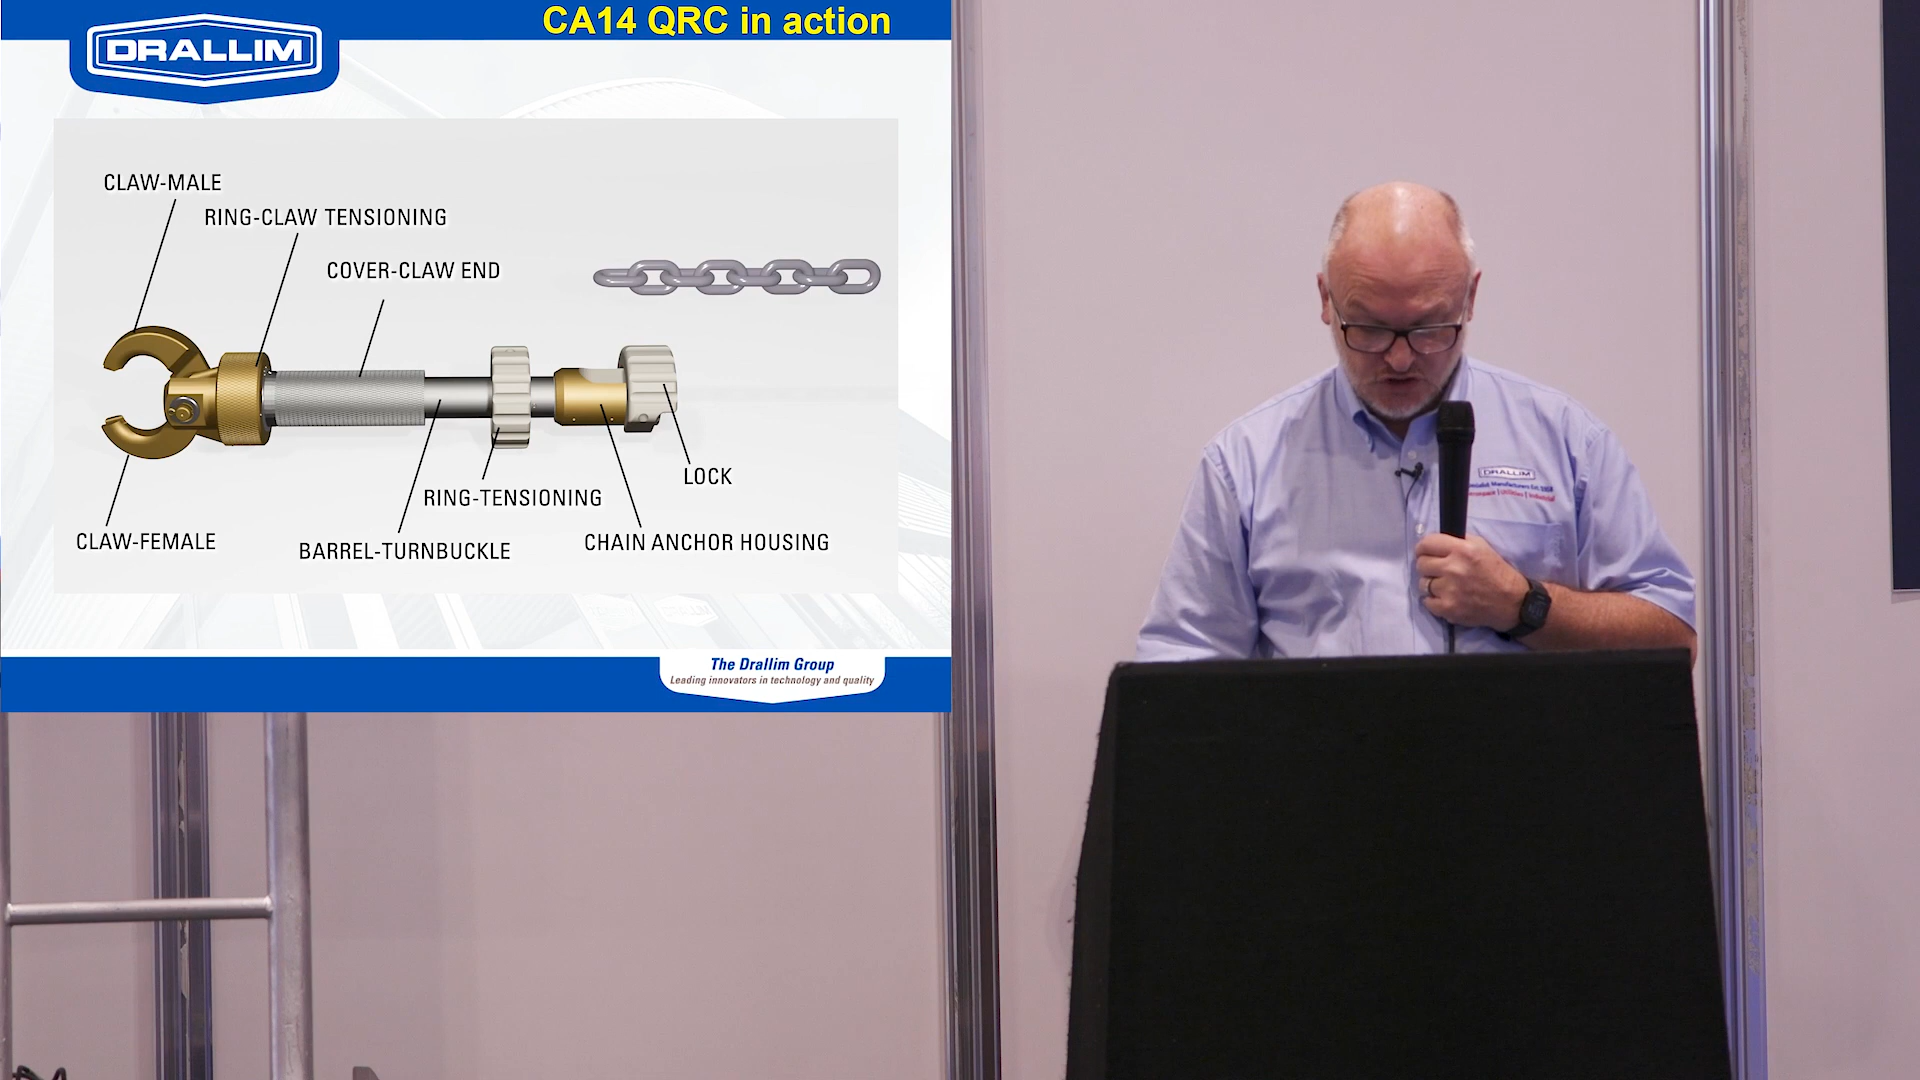 CA14 QRC in action
DRALLIM
CLAW-MALE
RING-CLAW TENSIONING
COVER-CLAW END
LOCK
RING-TENSIONING
CHAIN ANCHOR HOUSING
CLAW-FEMALE
BARREL-TURNBUCKLE
The Drallim Group
Leading innovators in technology and quality
DRALLIM